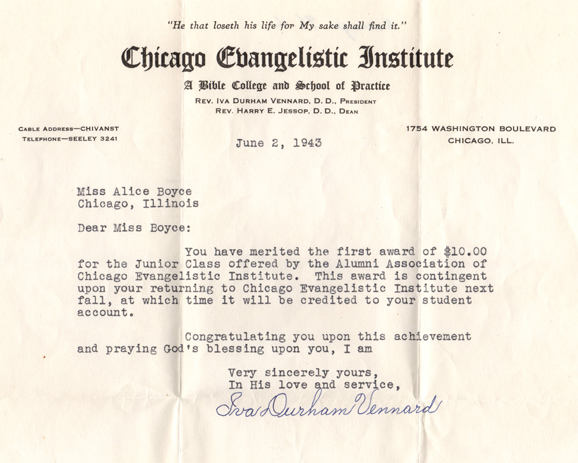 "He that loseth his life for My sake shall find it."
Chicago Evangelistic Institute
A Bible College and School of Practice
Rev. Iva Durham Vennard, D. D., President
Rev. Harry E. Jessop, D. D., Dean
Cable Address—CHIVANST
Telephone—Seeley 3241
1754 WASHINGTON BOULEVARD
CHICAGO, ILL.
June 2, 1943
Miss Alice Boyce
Chicago, Illinois
Dear Miss Boyce:
You have merited the first award of $10.00
for the Junior Class offered by the Alumni Association of
Chicago Evangelistic Institute. This award is contingent
upon your returning to Chicago Evangelistic Institute next
fall, at which time it will be credited to your student
account.
Congratulating you upon this achievement
and praying God's blessing upon you, I am
Very sincerely yours,
In His love and service,
Iva Durham Vennard